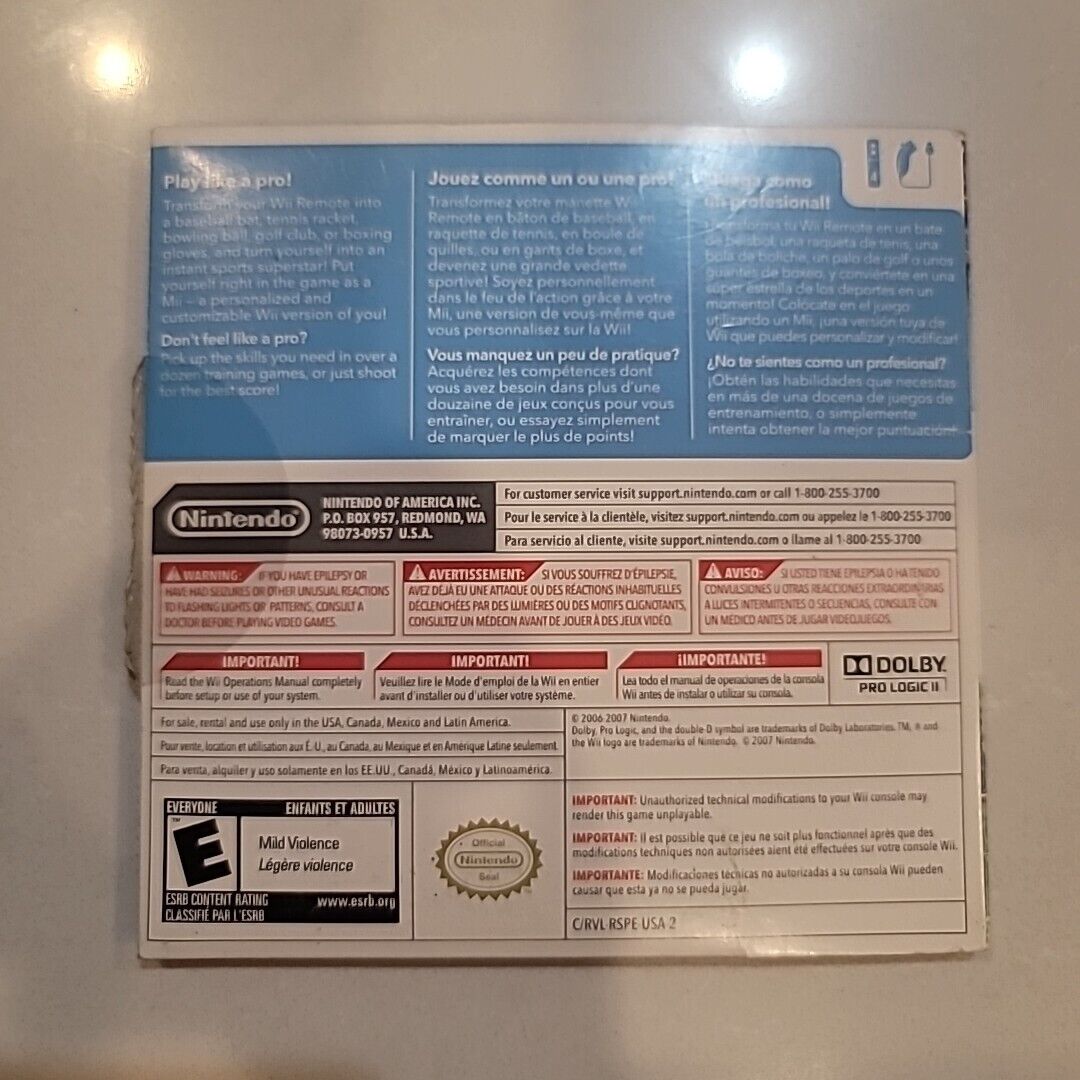 Play like a pro!
Transform your Wii Remote into
a baseball bat, tennis racket,
bowling ball, golf club, or boxing
gloves, and turn yourself into an
instant sports superstar! Put
yourself right in the game as a
Mii – a personalized and
customizable Wii version of you!
Don't feel like a pro?
Pick up the skills you need in over a
dozen training games, or just shoot
for the best score!
Jouez comme un ou une pro!
Transformez votre manette Wii
Remote en bâton de baseball, en
raquette de tennis, en boule de
quilles, ou en gants de boxe, et
devenez une grande vedette
sportive! Soyez personnellement
dans le feu de l'action grâce à votre
Mii, une version de vous-même que
vous personnalisez sur la Wii!
Vous manquez un peu de pratique?
Acquérez les compétences dont
vous avez besoin dans plus d'une
douzaine de jeux conçus pour vous
entraîner, ou essayez simplement
de marquer le plus de points!
Juega como
un profesional!
Transforma tu Wii Remote en un bate
de béisbol, una raqueta de tenis, una
bola de boliche, un palo de golf o unos
guantes de boxeo, y conviértete en una
súper estrella de los deportes en un
momento! Colócate en el juego
utilizando un Mii, ¡una versión tuya de
Wii que puedes personalizar y modificar!
¿No te sientes como un profesional?
¡Obtén las habilidades que necesitas
en más de una docena de juegos de
entrenamiento, o simplemente
intenta obtener la mejor puntuación!
4
Nintendo
NINTENDO OF AMERICA INC.
P.O. BOX 957, REDMOND, WA
98073-0957 U.S.A.
For customer service visit support.nintendo.com or call 1-800-255-3700
Pour le service à la clientèle, visitez support.nintendo.com ou appelez le 1-800-255-3700
Para servicio al cliente, visite support.nintendo.com o llame al 1-800-255-3700
WARNING: IF YOU HAVE EPILEPSY OR
HAVE HAD SEIZURES OR OTHER UNUSUAL REACTIONS
TO FLASHING LIGHTS OR PATTERNS, CONSULT A
DOCTOR BEFORE PLAYING VIDEO GAMES.
AVERTISSEMENT: SI VOUS SOUFFREZ D'ÉPILEPSIE,
AVEZ DÉJÀ EU UNE ATTAQUE OU DES RÉACTIONS INHABITUELLES
DÉCLENCHÉES PAR DES LUMIÈRES OU DES MOTIFS CLIGNOTANTS,
CONSULTEZ UN MÉDECIN AVANT DE JOUER À DES JEUX VIDÉO.
AVISO: SI USTED TIENE EPILEPSIA O HA TENIDO
CONVULSIONES U OTRAS REACCIONES EXTRAORDINARIAS
A LUCES INTERMITENTES O SECUENCIAS, CONSULTE CON
UN MÉDICO ANTES DE JUGAR VIDEOJUEGOS.
IMPORTANT!
Read the Wii Operations Manual completely
before setup or use of your system.
IMPORTANT!
Veuillez lire le Mode d'emploi de la Wii en entier
avant d'installer ou d'utiliser votre système.
¡IMPORTANTE!
Lea todo el manual de operaciones de la consola
Wii antes de instalar o utilizar su consola.
DOLBY
PRO LOGIC II
For sale, rental and use only in the USA, Canada, Mexico and Latin America.
Pour vente, location et utilisation aux É.-U., au Canada, au Mexique et en Amérique Latine seulement.
Para venta, alquiler y uso solamente en los EE.UU., Canadá, México y Latinoamérica.
© 2006-2007 Nintendo.
Dolby, Pro Logic, and the double-D symbol are trademarks of Dolby Laboratories. TM, ® and
the Wii logo are trademarks of Nintendo. © 2007 Nintendo.
EVERYONE ENFANTS ET ADULTES
E
TM
Mild Violence
Légère violence
ESRB CONTENT RATING www.esrb.org
CLASSIFIÉ PAR L'ESRB
Official
Nintendo
Seal
IMPORTANT: Unauthorized technical modifications to your Wii console may
render this game unplayable.
IMPORTANT: Il est possible que ce jeu ne soit plus fonctionnel après que des
modifications techniques non autorisées aient été effectuées sur votre console Wii.
IMPORTANTE: Modificaciones técnicas no autorizadas a su consola Wii pueden
causar que esta ya no se pueda jugar.
C/RVL-RSPE-USA-2